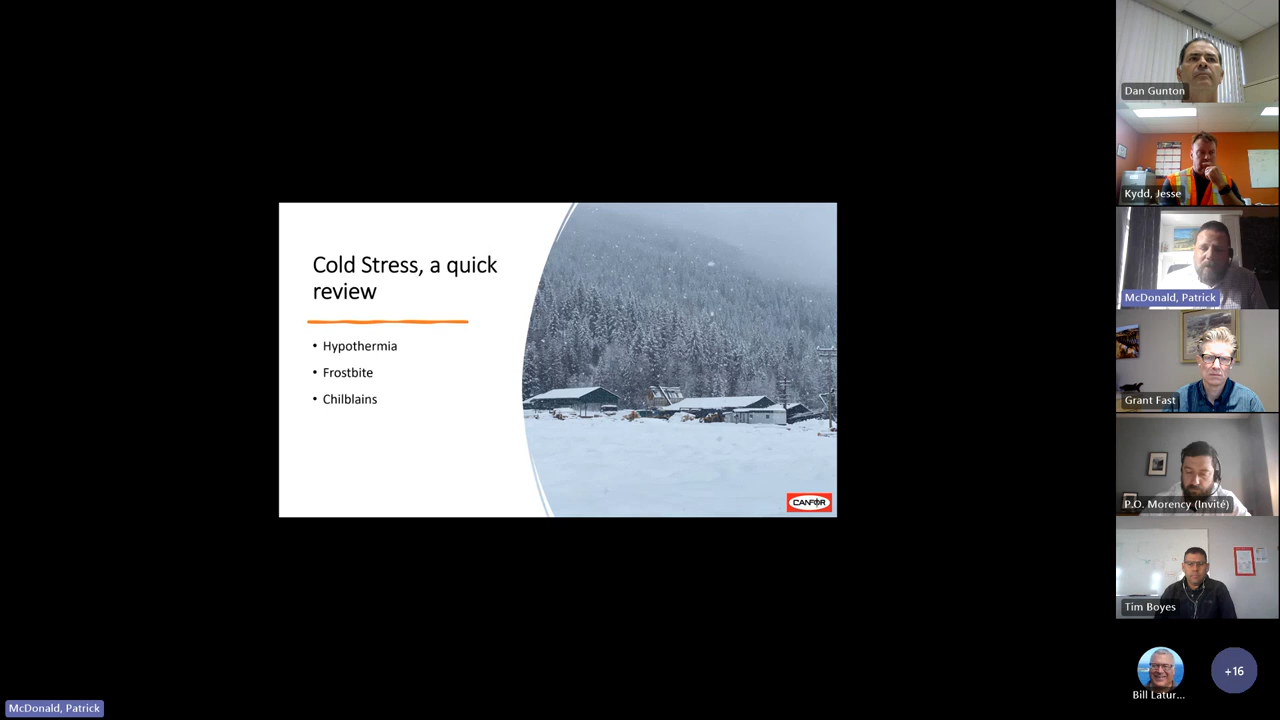 Cold Stress, a quick
review
• Hypothermia
• Frostbite
• Chilblains
CANFOR
Dan Gunton
Kydd, Jesse
McDonald, Patrick
Grant Fast
P.O. Morency (Invité)
Tim Boyes
Bill Latur...
+16
McDonald, Patrick